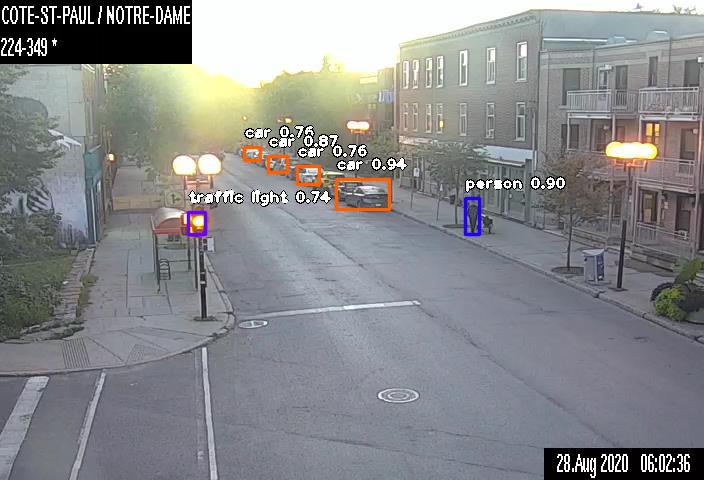 COTE-ST-PAUL / NOTRE-DAME
224-349 *
car 0.76
car 0.87
car 0.76
car 0.94
person 0.90
traffic light 0.74
28.Aug 2020 06:02:36